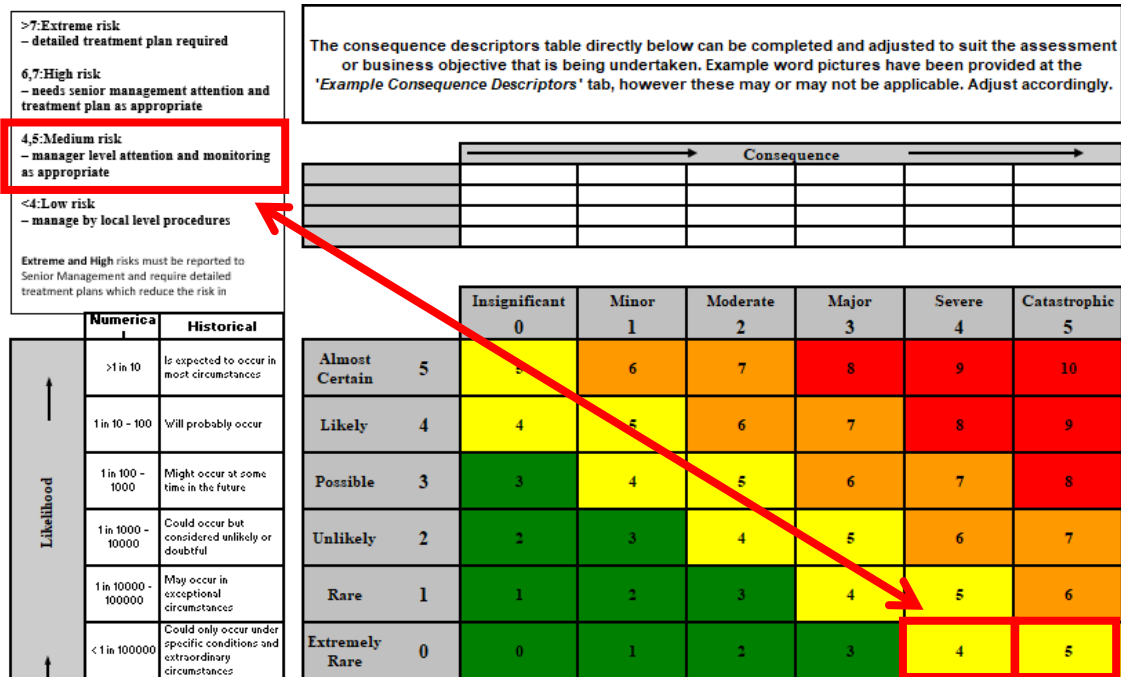 >7:Extreme risk
– detailed treatment plan required
6,7:High risk
– needs senior management attention and
treatment plan as appropriate
4,5:Medium risk
– manager level attention and monitoring
as appropriate
<4:Low risk
– manage by local level procedures
Extreme and High risks must be reported to
Senior Management and require detailed
treatment plans which reduce the risk in
The consequence descriptors table directly below can be completed and adjusted to suit the assessment
or business objective that is being undertaken. Example word pictures have been provided at the
'Example Consequence Descriptors' tab, however these may or may not be applicable. Adjust accordingly.
Consequence
Insignificant Minor Moderate Major Severe Catastrophic
0 1 2 3 4 5
Numerica
l
Historical
Likelihood
>1 in 10
Is expected to occur in
most circumstances
Almost
Certain
5 5 6 7 8 9 10
1 in 10 - 100
Will probably occur
Likely 4 4 5 6 7 8 9
1 in 100 -
1000
Might occur at some
time in the future
Possible 3 3 4 5 6 7 8
1 in 1000 -
10000
Could occur but
considered unlikely or
doubtful
Unlikely 2 2 3 4 5 6 7
1 in 10000 -
100000
May occur in
exceptional
circumstances
Rare 1 1 2 3 4 5 6
< 1 in 100000
Could only occur under
specific conditions and
extraordinary
circumstances
Extremely
Rare
0 0 1 2 3 4 5